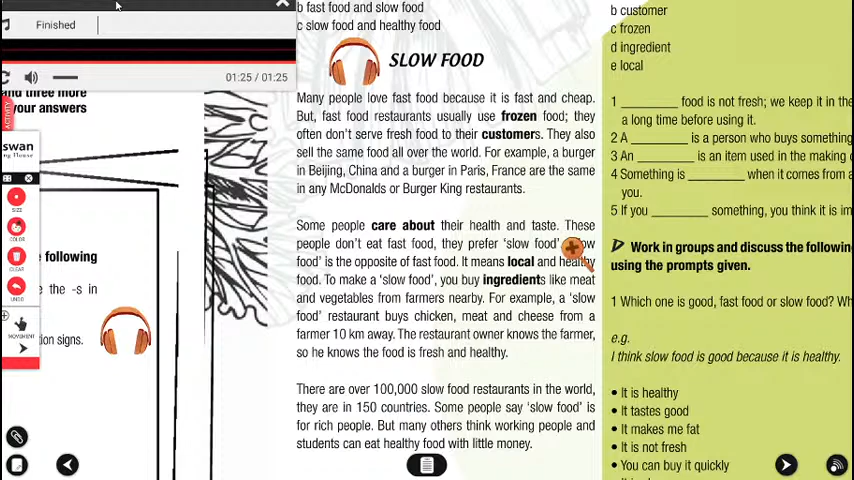 Finished
01:25 / 01:25
and three more
your answers
ACTIVITY
swan
SIZE
COLOR
CLEAR
UNDO
MOVEMENT
e following
e the -s in
ion signs.
b fast food and slow food
c slow food and healthy food
SLOW FOOD
Many people love fast food because it is fast and cheap.
But, fast food restaurants usually use frozen food; they
often don't serve fresh food to their customers. They also
sell the same food all over the world. For example, a burger
in Beijing, China and a burger in Paris, France are the same
in any McDonalds or Burger King restaurants.
Some people care about their health and taste. These
people don't eat fast food, they prefer 'slow food'
food' is the opposite of fast food. It means local and healthy
food. To make a 'slow food', you buy ingredients like meat
and vegetables from farmers nearby. For example, a 'slow
food' restaurant buys chicken, meat and cheese from a
farmer 10 km away. The restaurant owner knows the farmer,
so he knows the food is fresh and healthy.
There are over 100,000 slow food restaurants in the world,
they are in 150 countries. Some people say 'slow food' is
for rich people. But many others think working people and
students can eat healthy food with little money.
b customer
c frozen
d ingredient
e local
1 ________ food is not fresh; we keep it in the
a long time before using it.
2 A ________ is a person who buys something
3 An ________ is an item used in the making
4 Something is ________ when it comes from a
you.
5 If you ________ something, you think it is im
Work in groups and discuss the following
using the prompts given.
1 Which one is good, fast food or slow food? Wh
e.g.
I think slow food is good because it is healthy.
• It is healthy
• It tastes good
• It makes me fat
• It is not fresh
• You can buy it quickly